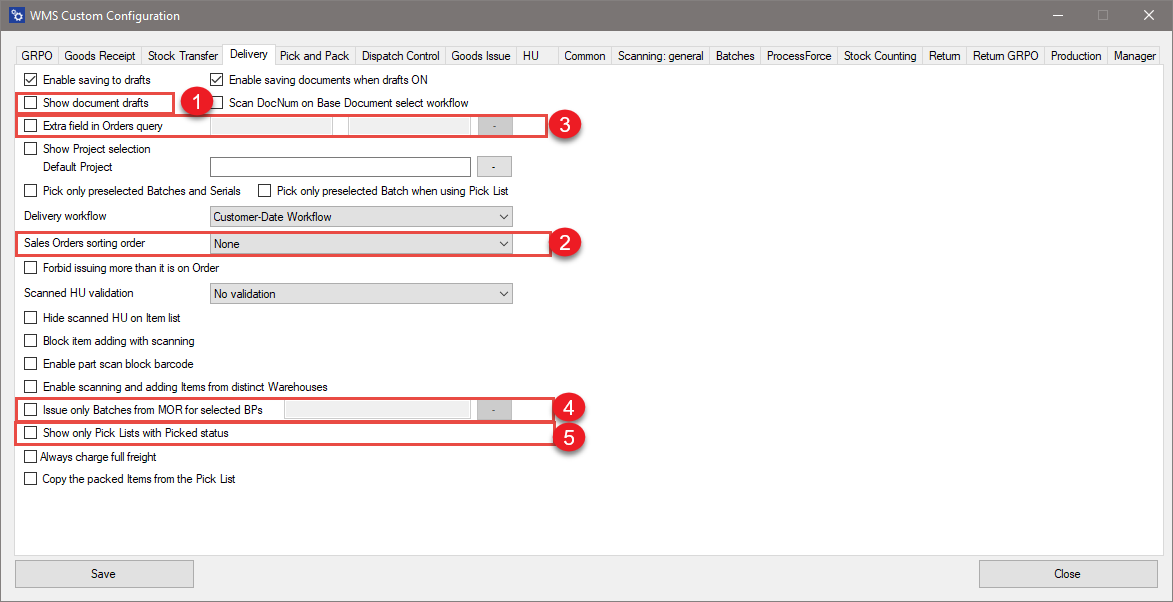 WMS Custom Configuration
GRPO Goods Receipt Stock Transfer Delivery Pick and Pack Dispatch Control Goods Issue HU Common Scanning: general Batches ProcessForce Stock Counting Return Return GRPO Production Manager
Enable saving to drafts Enable saving documents when drafts ON
Show document drafts 1 Scan DocNum on Base Document select workflow
Extra field in Orders query - 3
Show Project selection
Default Project -
Pick only preselected Batches and Serials Pick only preselected Batch when using Pick List
Delivery workflow Customer-Date Workflow
Sales Orders sorting order None 2
Forbid issuing more than it is on Order
Scanned HU validation No validation
Hide scanned HU on Item list
Block item adding with scanning
Enable part scan block barcode
Enable scanning and adding Items from distinct Warehouses
Issue only Batches from MOR for selected BPs - 4
Show only Pick Lists with Picked status 5
Always charge full freight
Copy the packed Items from the Pick List
Save Close